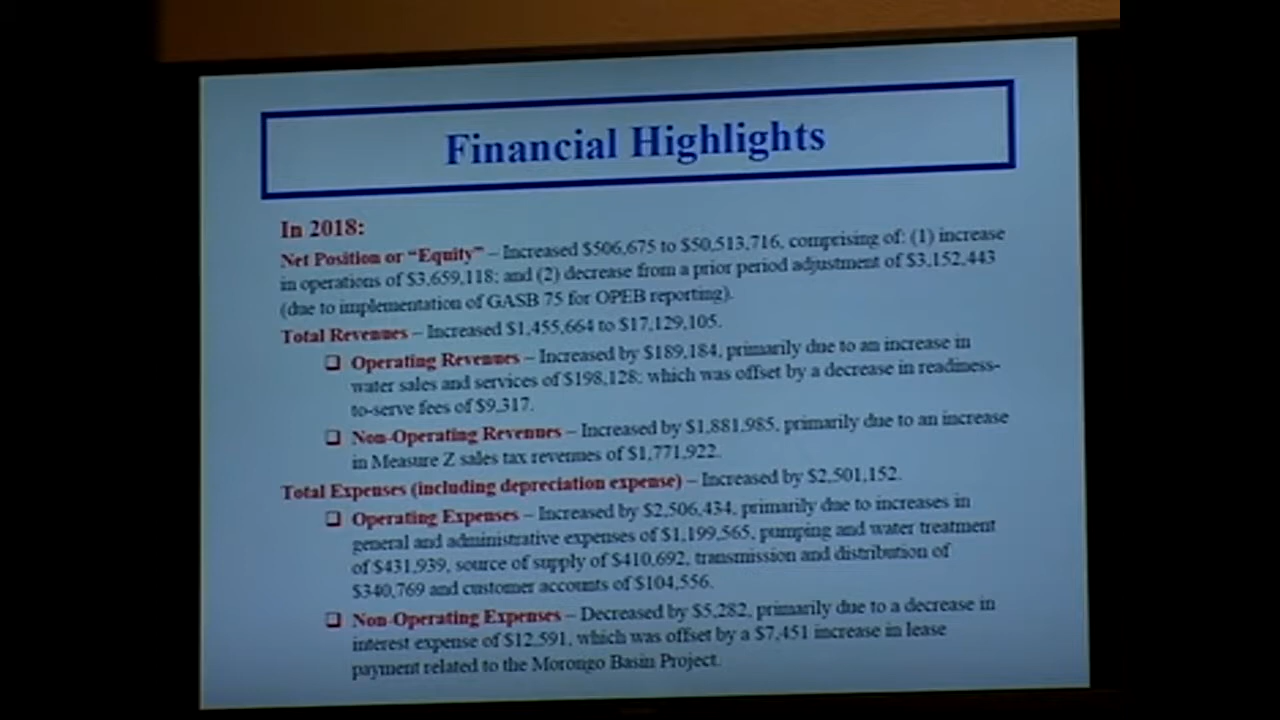 Financial Highlights
In 2018:
Net Position or “Equity” – Increased $506,675 to $50,513,716, comprising of: (1) increase
in operations of $3,659,118; and (2) decrease from a prior period adjustment of $3,152,443
(due to implementation of GASB 75 for OPEB reporting).
Total Revenues – Increased $1,455,664 to $17,129,105.
❑ Operating Revenues – Increased by $189,184, primarily due to an increase in
water sales and services of $198,128; which was offset by a decrease in readiness-
to-serve fees of $9,317.
❑ Non-Operating Revenues – Increased by $1,881,985, primarily due to an increase
in Measure Z sales tax revenues of $1,771,922.
Total Expenses (including depreciation expense) – Increased by $2,501,152.
❑ Operating Expenses – Increased by $2,506,434, primarily due to increases in
general and administrative expenses of $1,199,565, pumping and water treatment
of $431,939, source of supply of $410,692, transmission and distribution of
$340,769 and customer accounts of $104,556.
❑ Non-Operating Expenses – Decreased by $5,282, primarily due to a decrease in
interest expense of $12,591, which was offset by a $7,451 increase in lease
payment related to the Morongo Basin Project.